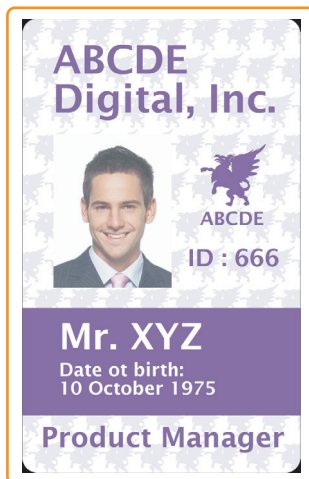 ABCDE
Digital, Inc.
ABCDE
ID : 666
Mr. XYZ
Date ot birth:
10 October 1975
Product Manager